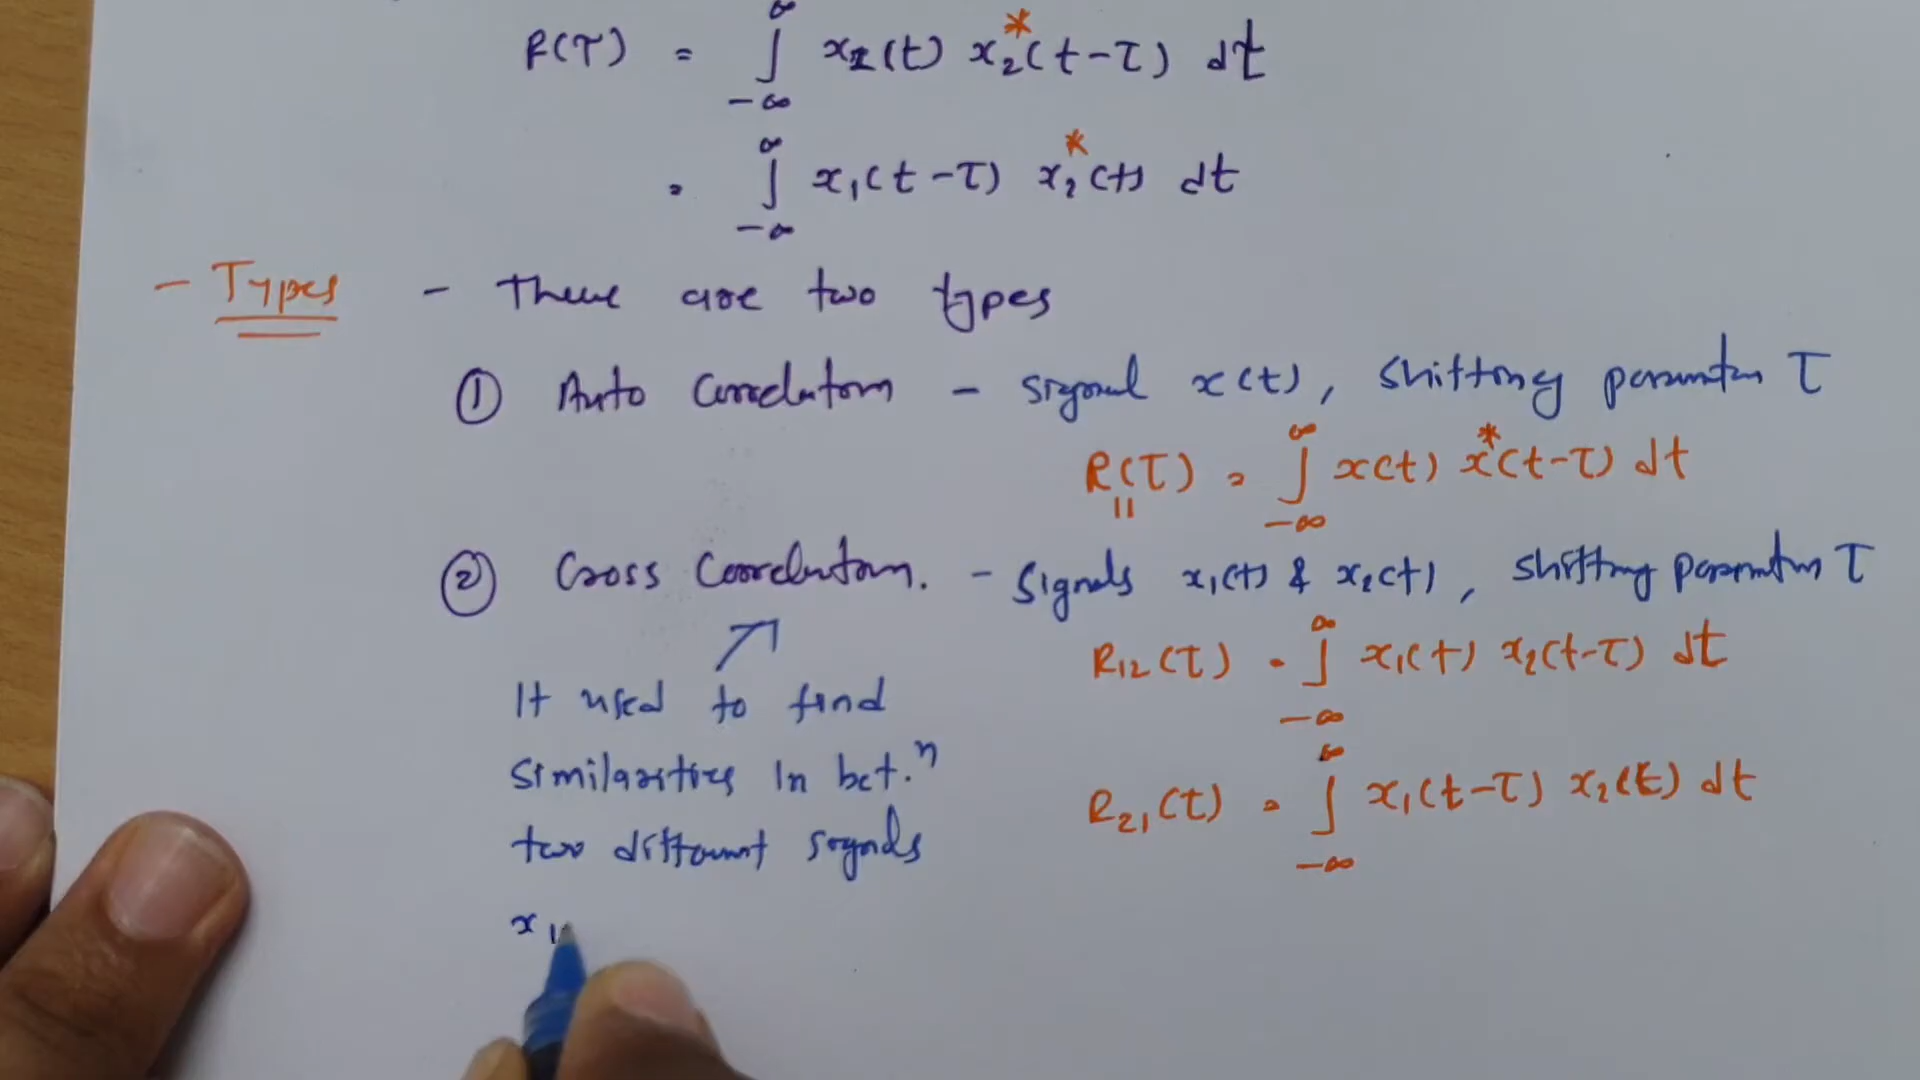 R(τ) = ∫_{-∞}^{∞} x1(t) x2*(t-τ) dt
= ∫_{-∞}^{∞} x1(t-τ) x2*(t) dt
- Types - There are two types
① Auto Correlation - signal x(t), shifting parameter τ
R(τ) = ∫_{-∞}^{∞} x(t) x*(t-τ) dt
② Cross Correlation. - Signals x1(t) & x2(t), shifting parameter τ
R12(τ) = ∫_{-∞}^{∞} x1(t) x2(t-τ) dt
R21(τ) = ∫_{-∞}^{∞} x1(t-τ) x2(t) dt
It used to find
similarities in bet.n
two different signals
x1